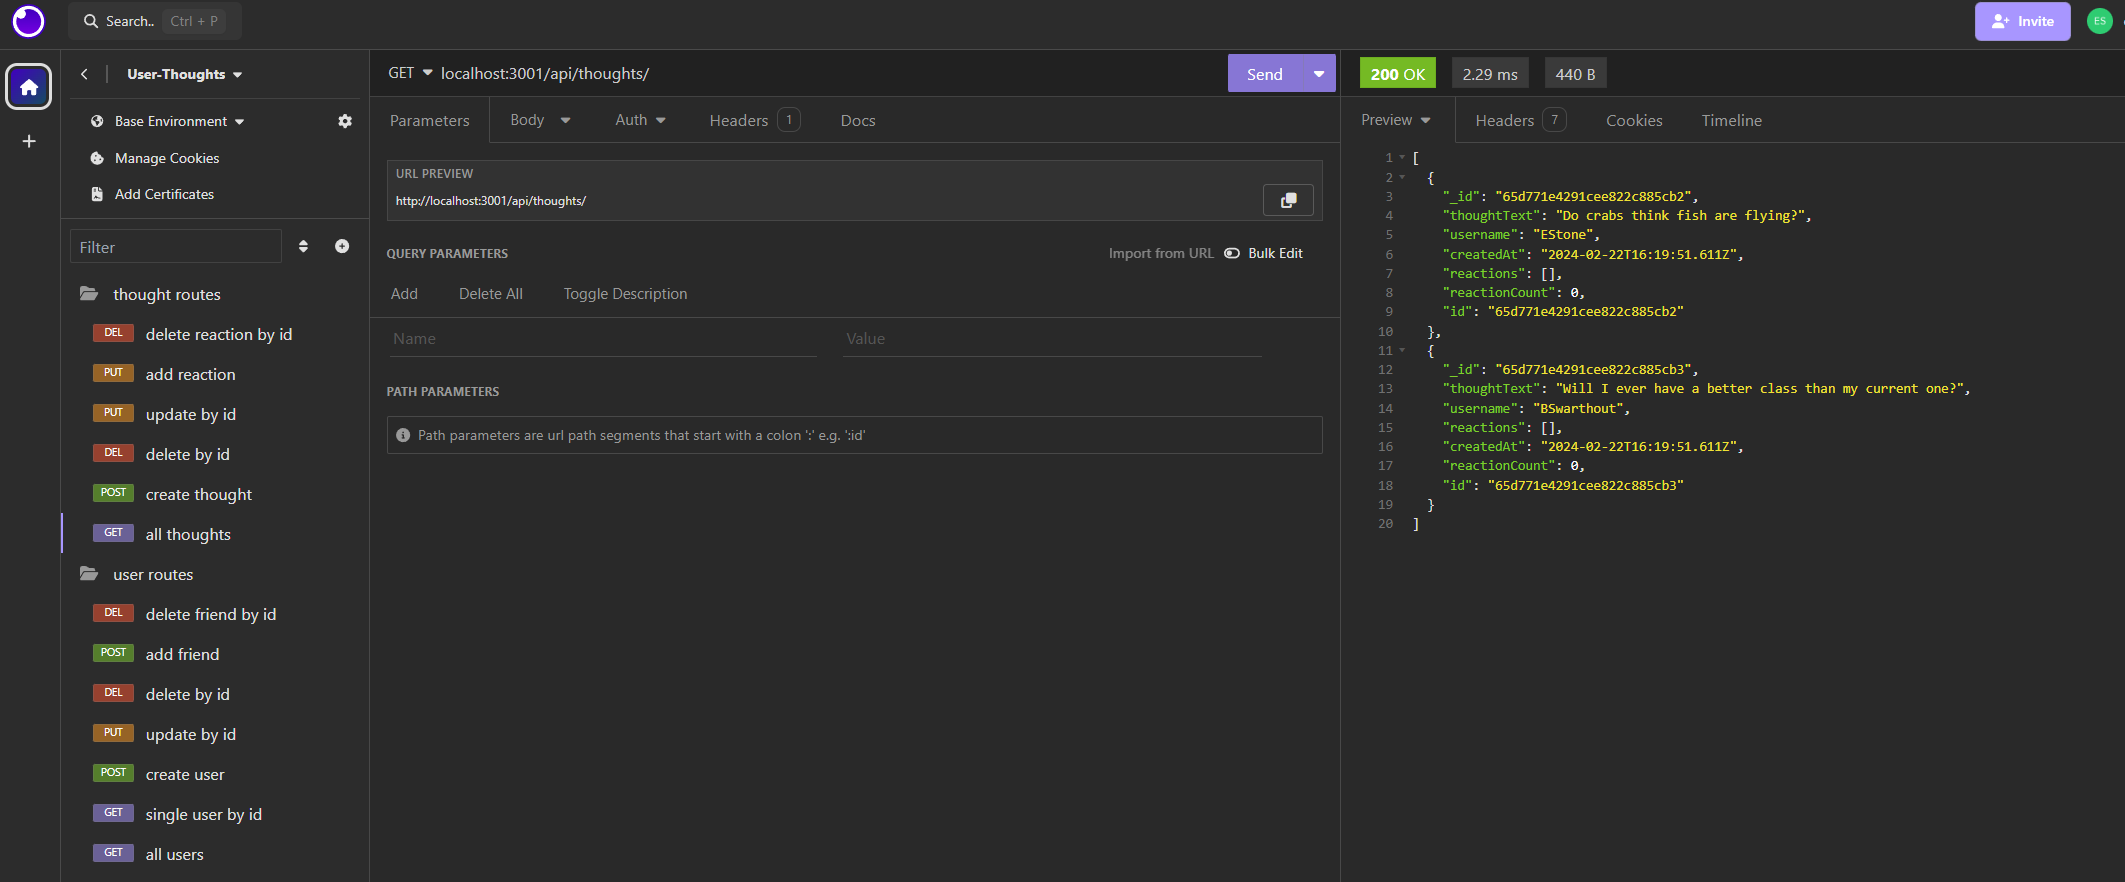 Search.. Ctrl + P
Invite
ES
User-Thoughts
Base Environment
Manage Cookies
Add Certificates
Filter
thought routes
DEL delete reaction by id
PUT add reaction
PUT update by id
DEL delete by id
POST create thought
GET all thoughts
user routes
DEL delete friend by id
POST add friend
DEL delete by id
PUT update by id
POST create user
GET single user by id
GET all users
GET localhost:3001/api/thoughts/ Send
Parameters Body Auth Headers 1 Docs
URL PREVIEW
http://localhost:3001/api/thoughts/
QUERY PARAMETERS Import from URL Bulk Edit
Add Delete All Toggle Description
Name Value
PATH PARAMETERS
Path parameters are url path segments that start with a colon ':' e.g. ':id'
200 OK 2.29 ms 440 B
Preview Headers 7 Cookies Timeline
1 [
2 {
3 "_id": "65d771e4291cee822c885cb2",
4 "thoughtText": "Do crabs think fish are flying?",
5 "username": "EStone",
6 "createdAt": "2024-02-22T16:19:51.611Z",
7 "reactions": [],
8 "reactionCount": 0,
9 "id": "65d771e4291cee822c885cb2"
10 },
11 {
12 "_id": "65d771e4291cee822c885cb3",
13 "thoughtText": "Will I ever have a better class than my current one?",
14 "username": "BSwarthout",
15 "reactions": [],
16 "createdAt": "2024-02-22T16:19:51.611Z",
17 "reactionCount": 0,
18 "id": "65d771e4291cee822c885cb3"
19 }
20 ]